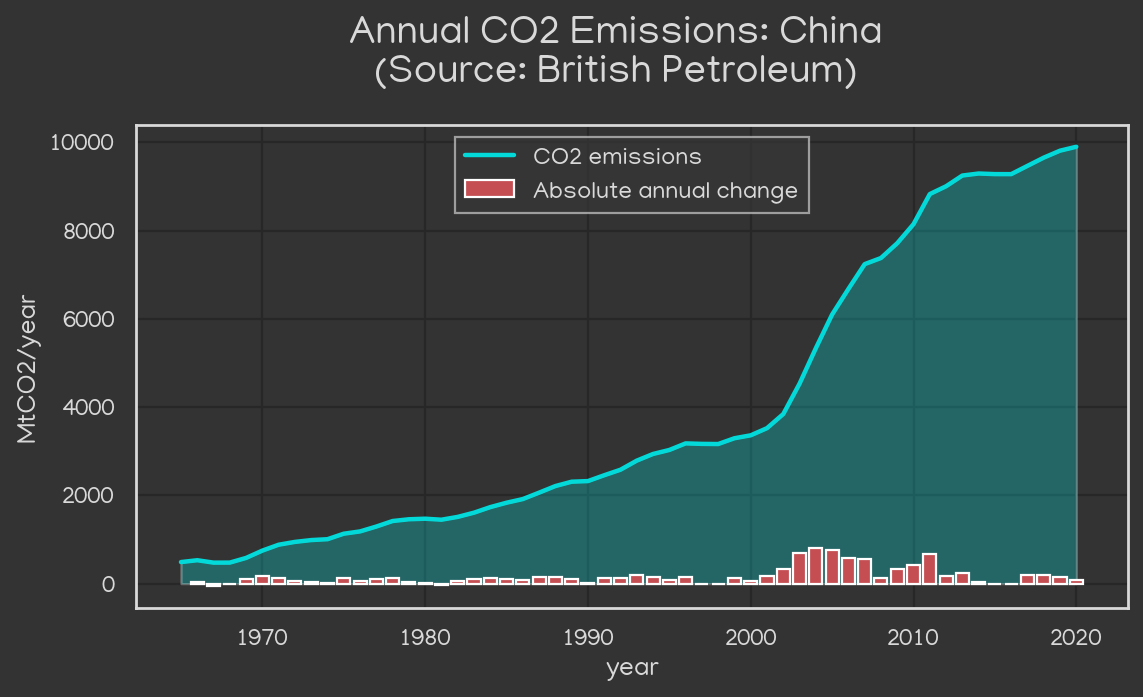 Annual CO2 Emissions: China
(Source: British Petroleum)
CO2 emissions
Absolute annual change
MtCO2/year
10000
8000
6000
4000
2000
0
1970 1980 1990 2000 2010 2020
year